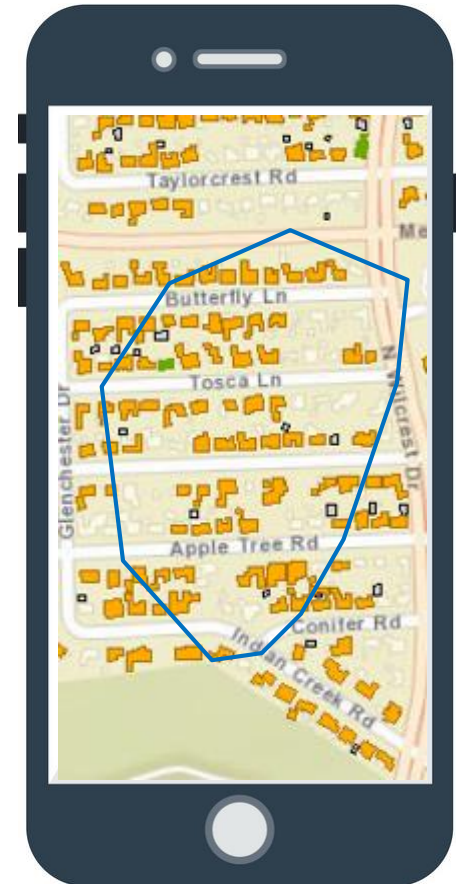 Taylorcrest Rd
Me
Butterfly Ln
Tosca Ln
N Wilcrest Dr
Glenchester Dr
Apple Tree Rd
Conifer Rd
Indian Creek Rd